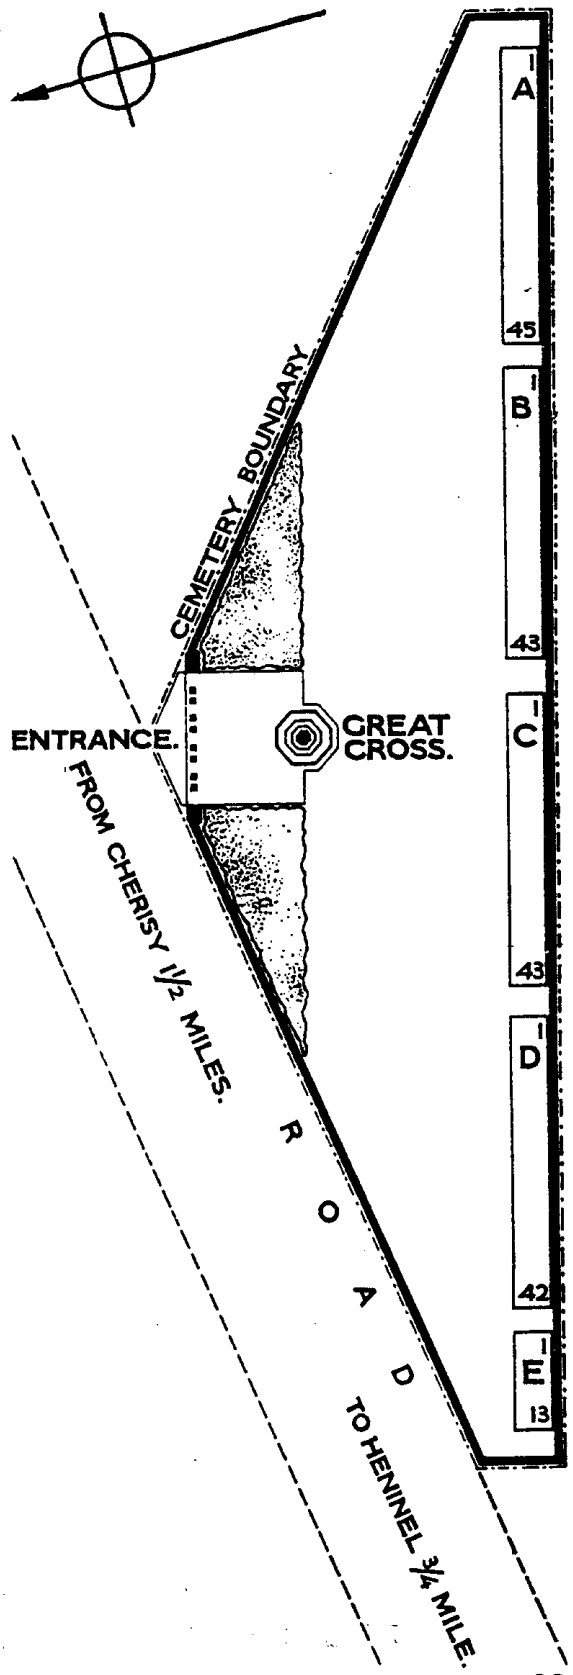 1
A
45
1
B
43
CEMETERY BOUNDARY
ENTRANCE.
GREAT
CROSS.
1
C
43
FROM CHERISY 1½ MILES.
ROAD
1
D
42
1
E
13
TO HENINEL ¾ MILE.